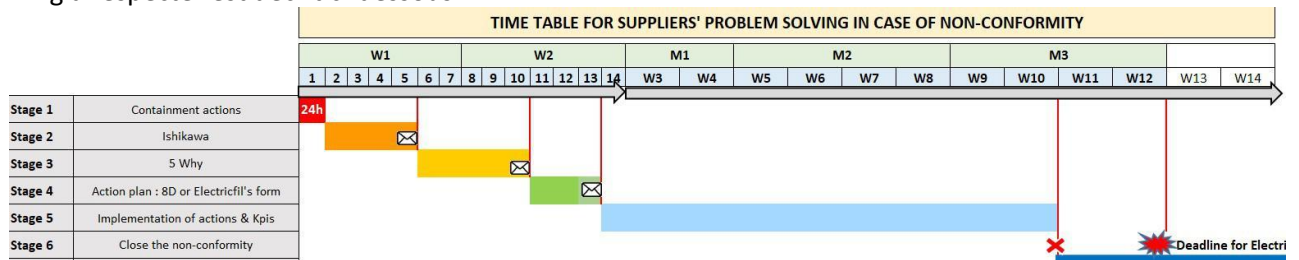 TIME TABLE FOR SUPPLIERS' PROBLEM SOLVING IN CASE OF NON-CONFORMITY
W1 W2 M1 M2 M3
1 2 3 4 5 6 7 8 9 10 11 12 13 14 W3 W4 W5 W6 W7 W8 W9 W10 W11 W12 W13 W14
Stage 1 Containment actions 24h
Stage 2 Ishikawa
Stage 3 5 Why
Stage 4 Action plan : 8D or Electricfil's form
Stage 5 Implementation of actions & Kpis
Stage 6 Close the non-conformity Deadline for Electri